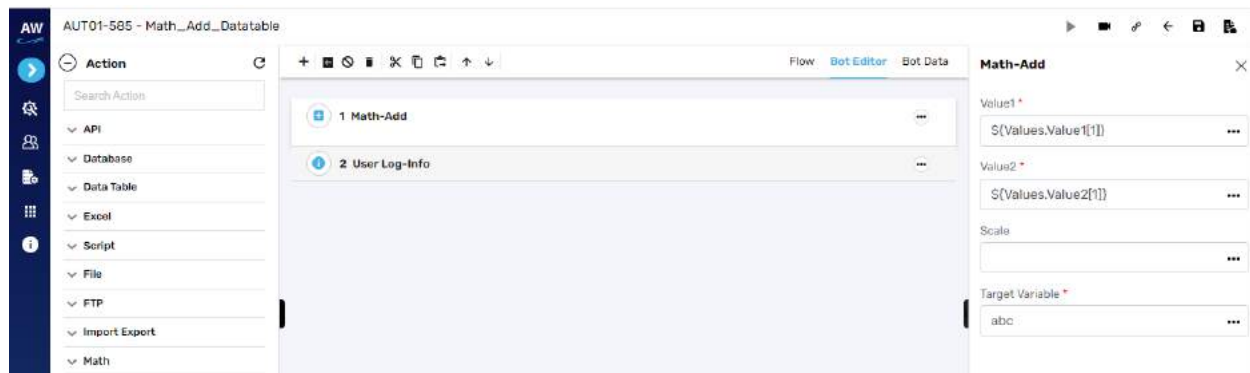 AW
AUT01-585 - Math_Add_Datatable
Action
Search Action
API
Database
Data Table
Excel
Script
File
FTP
Import Export
Math
Flow
Bot Editor
Bot Data
1 Math-Add
2 User Log-Info
Math-Add
Value1 *
${Values.Value1[1]}
Value2 *
${Values.Value2[1]}
Scale
Target Variable *
abc